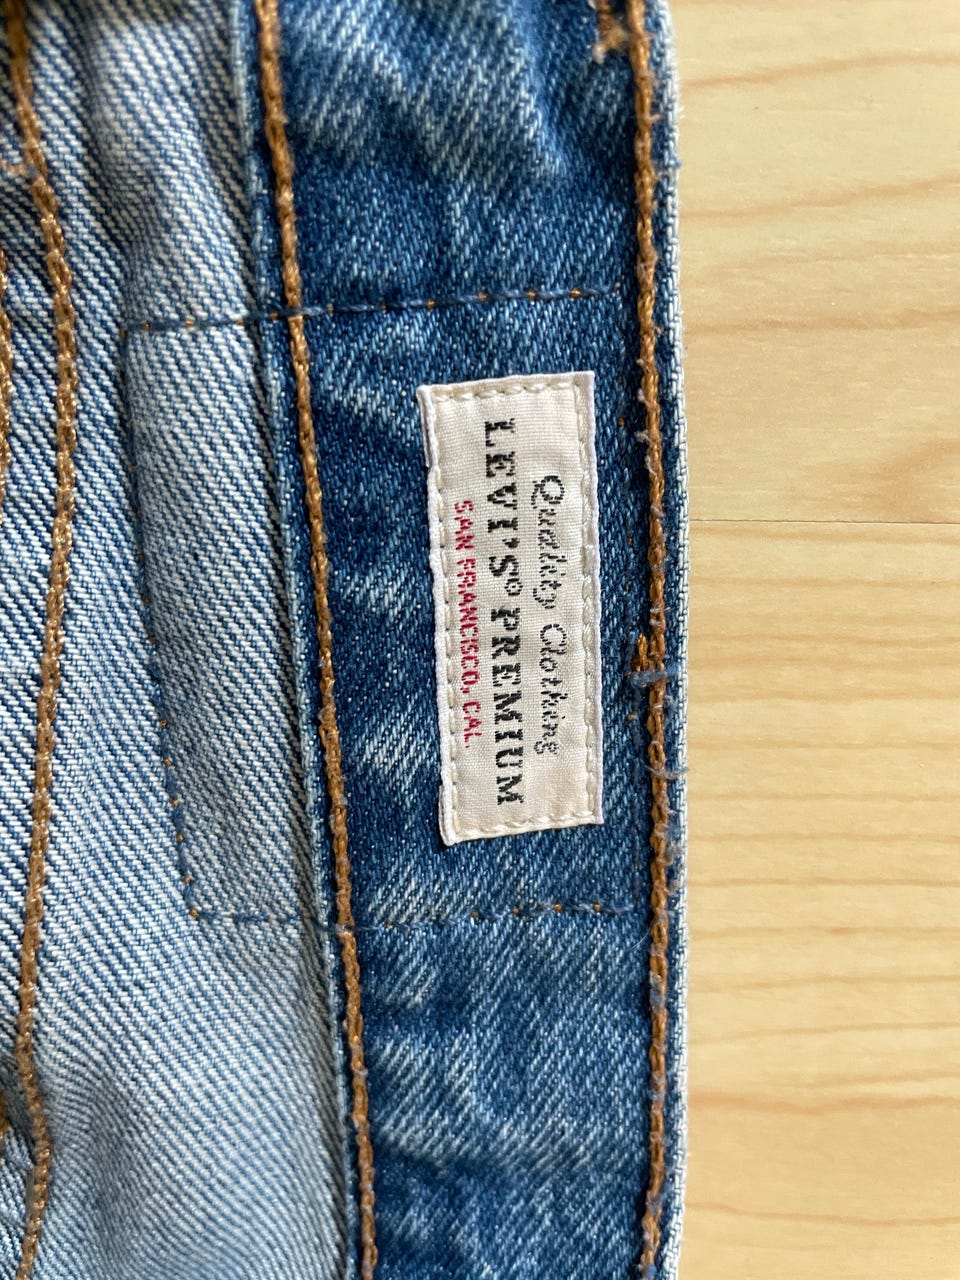 Quality Clothing
LEVI'S® PREMIUM
SAN FRANCISCO, CAL.